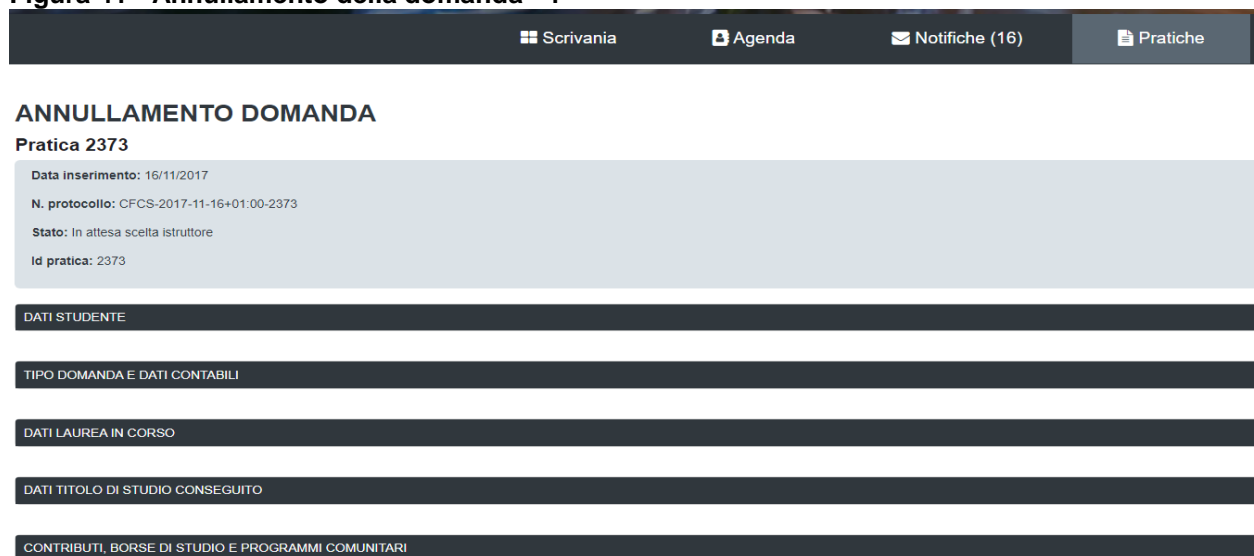 Scrivania
Agenda
Notifiche (16)
Pratiche
ANNULLAMENTO DOMANDA
Pratica 2373
Data inserimento: 16/11/2017
N. protocollo: CFCS-2017-11-16+01:00-2373
Stato: In attesa scelta istruttore
Id pratica: 2373
DATI STUDENTE
TIPO DOMANDA E DATI CONTABILI
DATI LAUREA IN CORSO
DATI TITOLO DI STUDIO CONSEGUITO
CONTRIBUTI, BORSE DI STUDIO E PROGRAMMI COMUNITARI